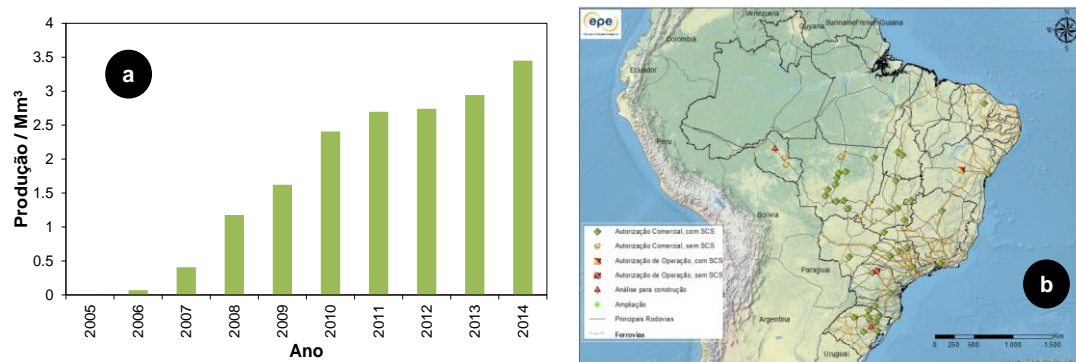 4
3.5
3
2.5
2
1.5
1
0.5
0
Produção / Mm³
a
2005
2006
2007
2008
2009
2010
2011
2012
2013
2014
Ano
epe
Venezuela
Guyana
Suriname
French Guiana
Colombia
Ecuador
Peru
Bolivia
Paraguai
Argentina
Uruguai
Autorização Comercial, com SCS
Autorização Comercial, sem SCS
Autorização de Operação, com SCS
Autorização de Operação, sem SCS
Análise para construção
Ampliação
Principais Rodovias
Ferrovias
b
0
500
1.000
1.500